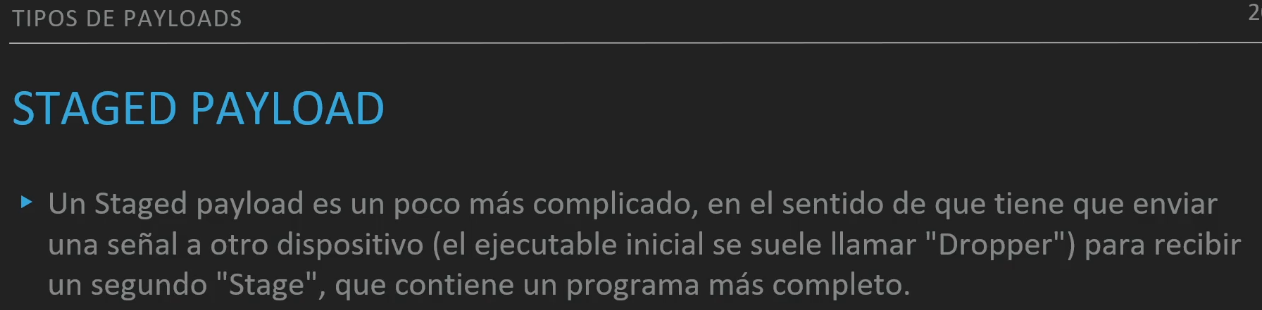 TIPOS DE PAYLOADS
STAGED PAYLOAD
Un Staged payload es un poco más complicado, en el sentido de que tiene que enviar
una señal a otro dispositivo (el ejecutable inicial se suele llamar "Dropper") para recibir
un segundo "Stage", que contiene un programa más completo.